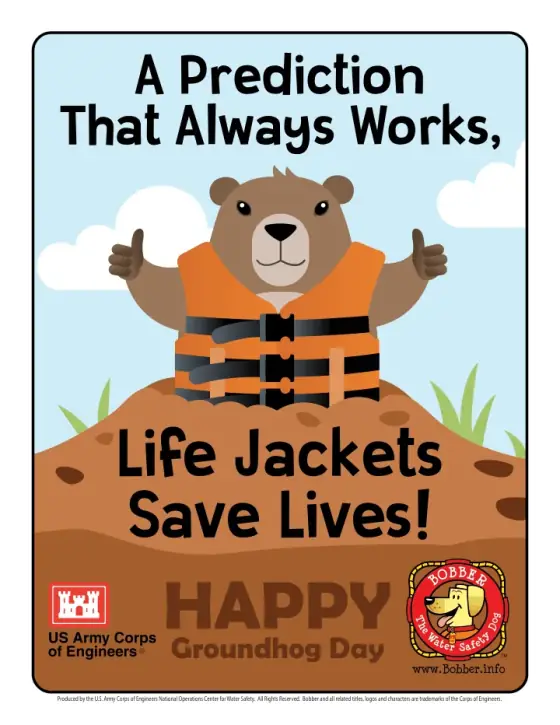 A Prediction
That Always Works,
Life Jackets
Save Lives!
HAPPY
Groundhog Day
US Army Corps
of Engineers®
BOBBER
The Water Safety Dog
™
www.Bobber.Info
Produced by the U.S. Army Corps of Engineers National Operations Center for Water Safety. All Rights Reserved. Bobber and all related titles, logos and characters are trademarks of the Corps of Engineers.